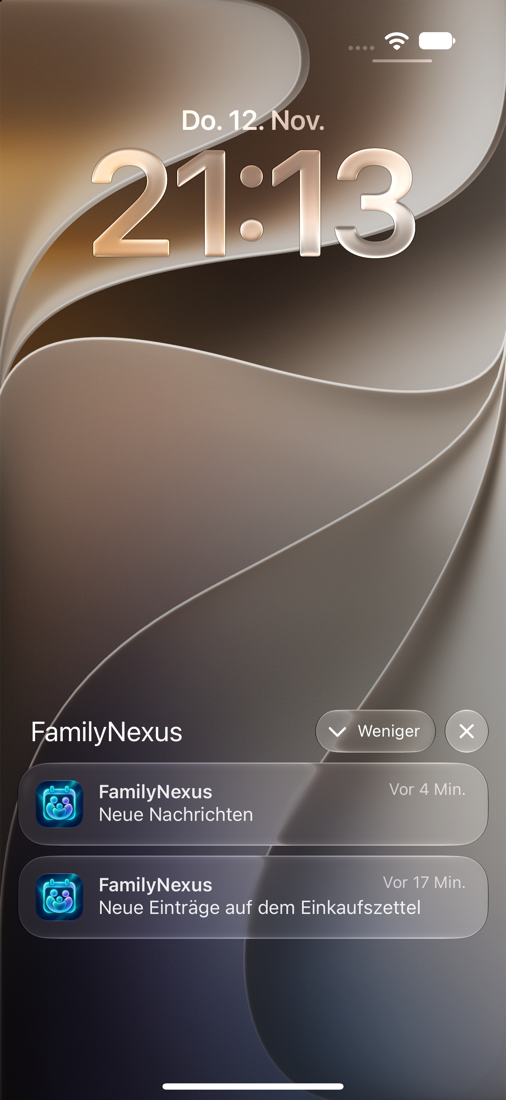 Do. 12. Nov.
21:13
FamilyNexus
Weniger
FamilyNexus
Vor 4 Min.
Neue Nachrichten
FamilyNexus
Vor 17 Min.
Neue Einträge auf dem Einkaufszettel